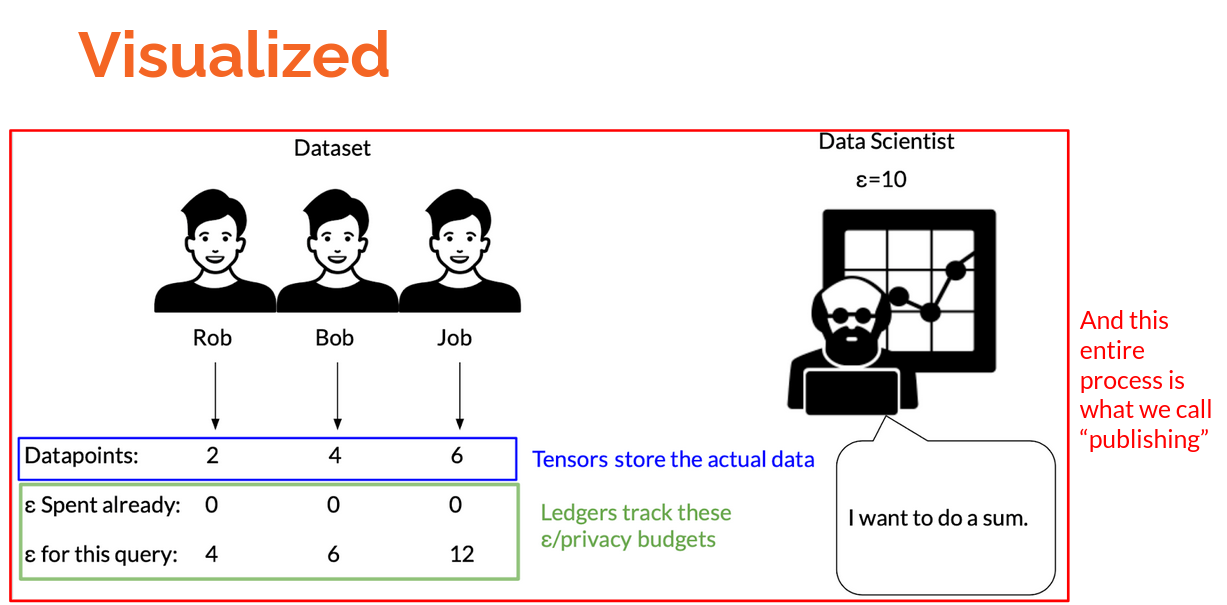 Visualized
Dataset
Data Scientist
ε=10
Rob Bob Job
Datapoints: 2 4 6
Tensors store the actual data
ε Spent already: 0 0 0
ε for this query: 4 6 12
Ledgers track these
ε/privacy budgets
I want to do a sum.
And this
entire
process is
what we call
“publishing”